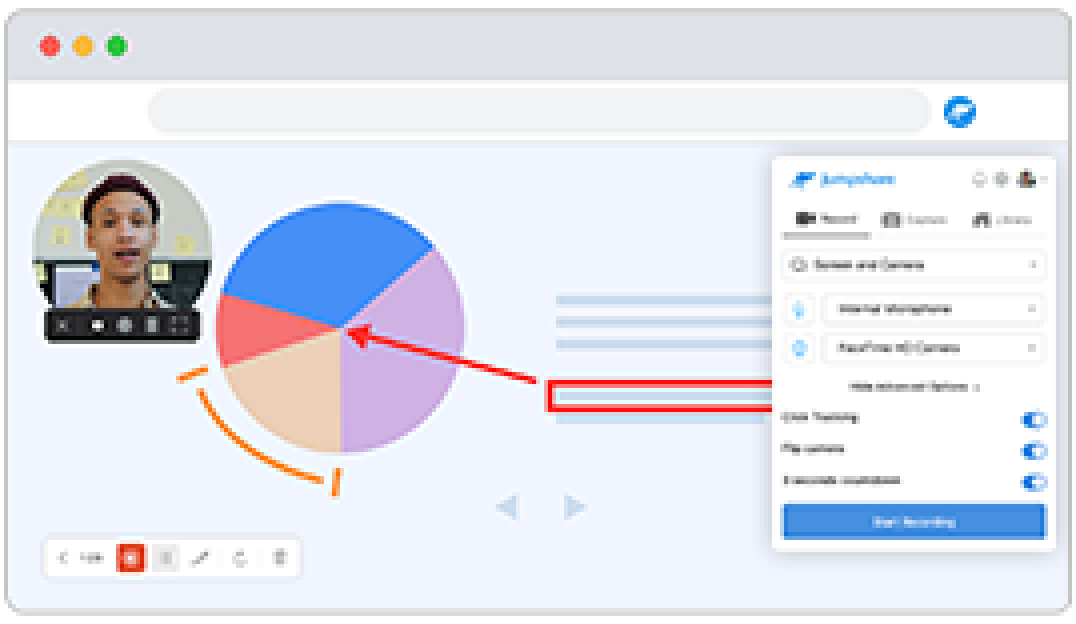 Jumpshare
Record Capture Library
Screen and Camera
Internal Microphone
FaceTime HD Camera
Hide Advanced Options
Click Tracking
Flip camera
3 seconds countdown
Start Recording